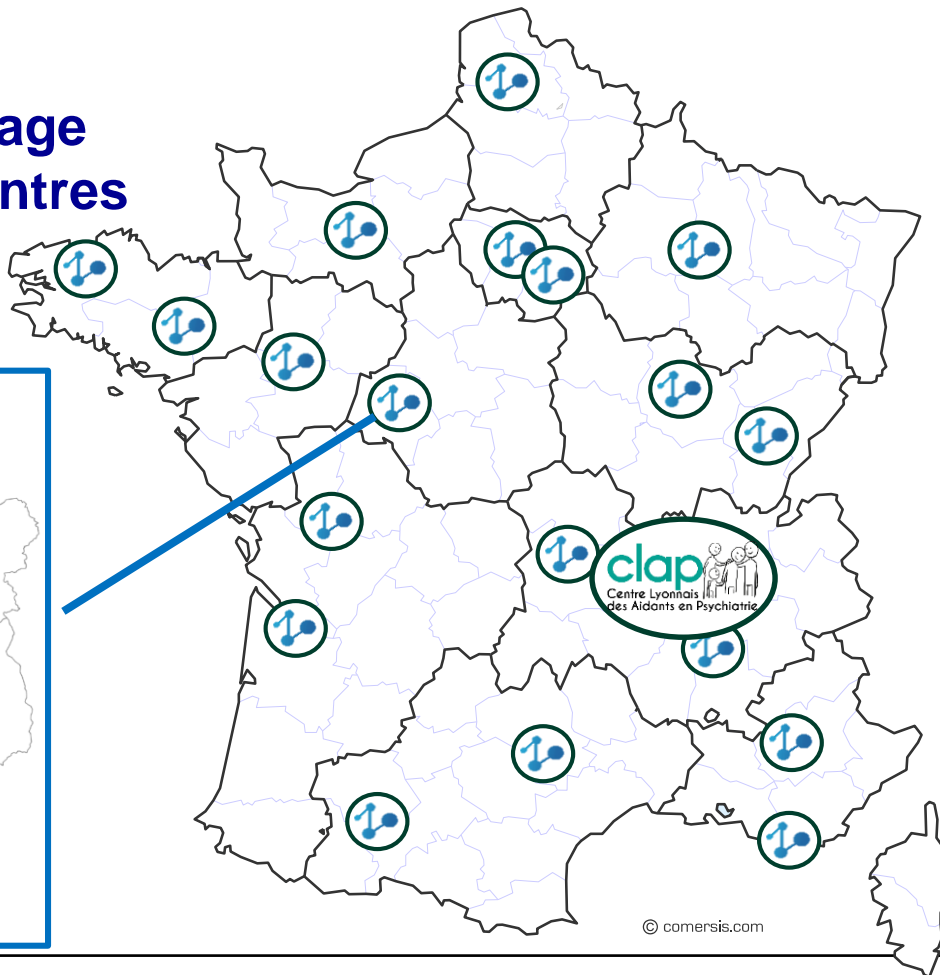 age
ntres
clap
Centre Lyonnais
des Aidants en Psychiatrie
© comersis.com